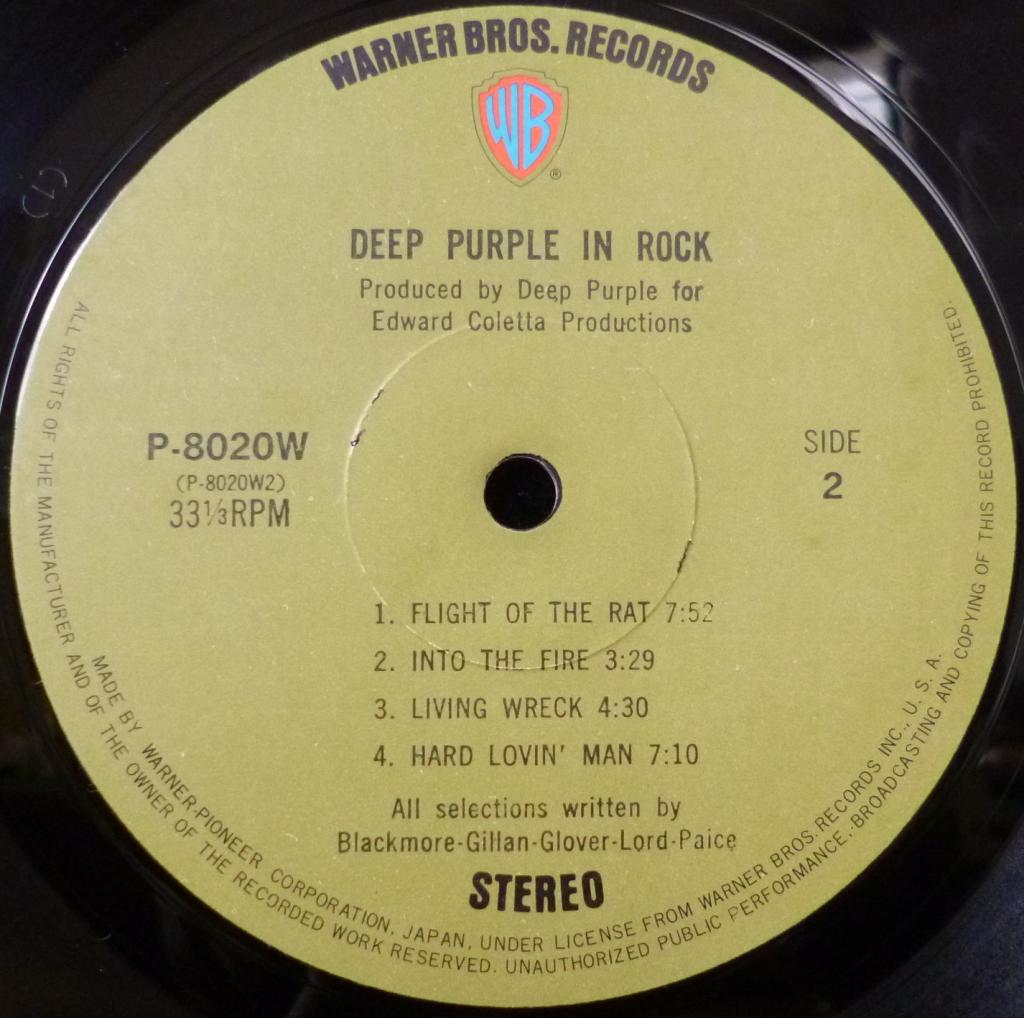 WARNER BROS. RECORDS
WB
®
DEEP PURPLE IN ROCK
Produced by Deep Purple for
Edward Coletta Productions
P-8020W
(P-8020W2)
33⅓RPM
SIDE
2
1. FLIGHT OF THE RAT 7:52
2. INTO THE FIRE 3:29
3. LIVING WRECK 4:30
4. HARD LOVIN' MAN 7:10
All selections written by
Blackmore-Gillan-Glover-Lord-Paice
STEREO
MADE BY WARNER-PIONEER CORPORATION, JAPAN, UNDER LICENSE FROM WARNER BROS. RECORDS INC., U. S. A.
ALL RIGHTS OF THE MANUFACTURER AND OF THE OWNER OF THE RECORDED WORK RESERVED. UNAUTHORIZED PUBLIC PERFORMANCE, BROADCASTING AND COPYING OF THIS RECORD PROHIBITED.